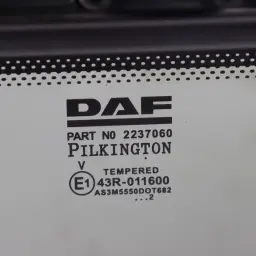 DAF
PART NO 2237060
PILKINGTON
V TEMPERED
E1 43R-011600
AS3M5550DOT682
...2